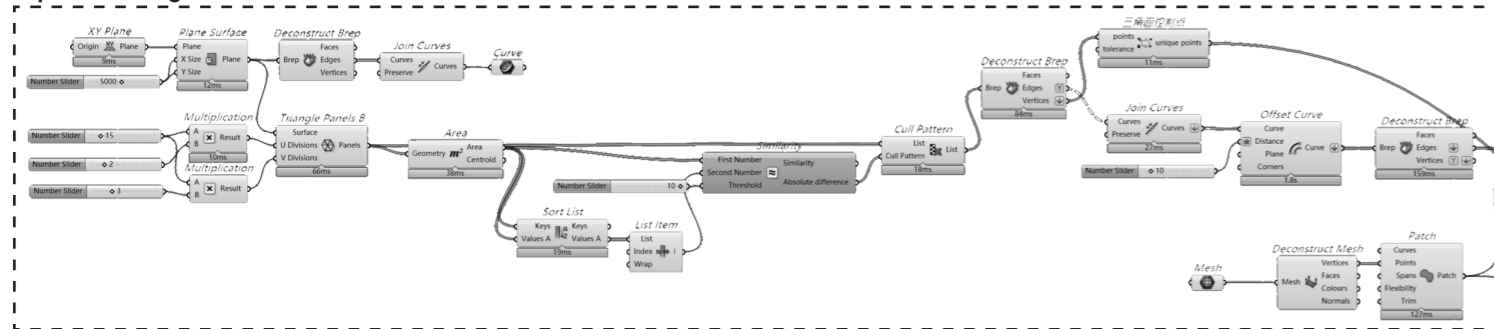 XY Plane
Origin Plane
9ms
Plane Surface
Plane
X Size Plane
Y Size
12ms
Number Slider 5000
Deconstruct Brep
Faces
Brep Edges
Vertices
Join Curves
Curves
Preserve Curves
Curve
Number Slider 15
Number Slider 2
Number Slider 3
Multiplication
A
B Result
10ms
Multiplication
A
B Result
Triangle Panels B
Surface
U Divisions Panels
V Divisions
66ms
Area
Geometry m² Area
Centroid
38ms
Similarity
First Number Similarity
Second Number
Threshold Absolute difference
Number Slider 10
Sort List
Keys Keys
Values A Values A
19ms
List Item
List
Index i
Wrap
Cull Pattern
List
Cull Pattern List
18ms
Deconstruct Brep
Faces
Brep Edges
Vertices
84ms
三角面控制点
points
tolerance unique points
11ms
Join Curves
Curves
Preserve Curves
27ms
Number Slider 10
Offset Curve
Curve
Distance Curve
Plane
Corners
1.8s
Deconstruct Brep
Faces
Brep Edges
Vertices
159ms
Mesh
Deconstruct Mesh
Vertices
Mesh Faces
Colours
Normals
Patch
Curves
Points
Spans Patch
Flexibility
Trim
127ms